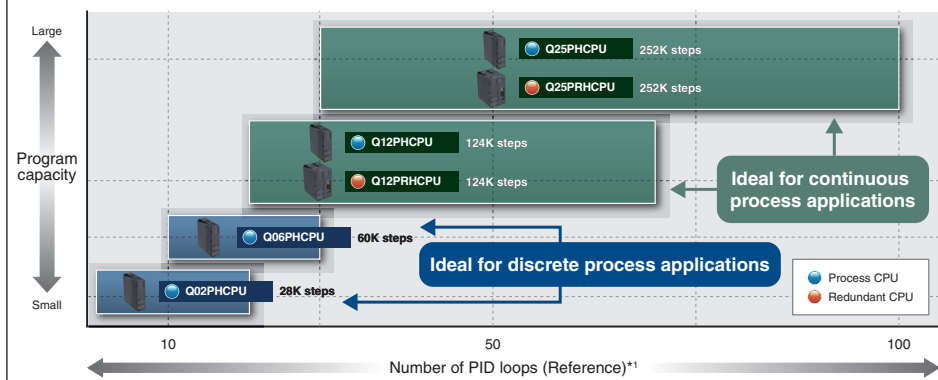 Large
Program
capacity
Small
Q25PHCPU 252K steps
Q25PRHCPU 252K steps
Q12PHCPU 124K steps
Q12PRHCPU 124K steps
Ideal for continuous
process applications
Q06PHCPU 60K steps
Ideal for discrete process applications
Q02PHCPU 28K steps
Process CPU
Redundant CPU
10 50 100
Number of PID loops (Reference)*1